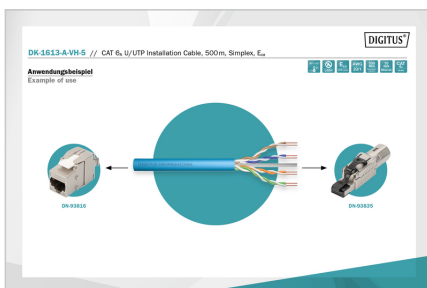 DIGITUS®
DK-1613-A-VH-5 // CAT 6A U/UTP Installation Cable, 500m, Simplex, Eca
Anwendungsbeispiel
Example of use
DN-93616
DN-93835